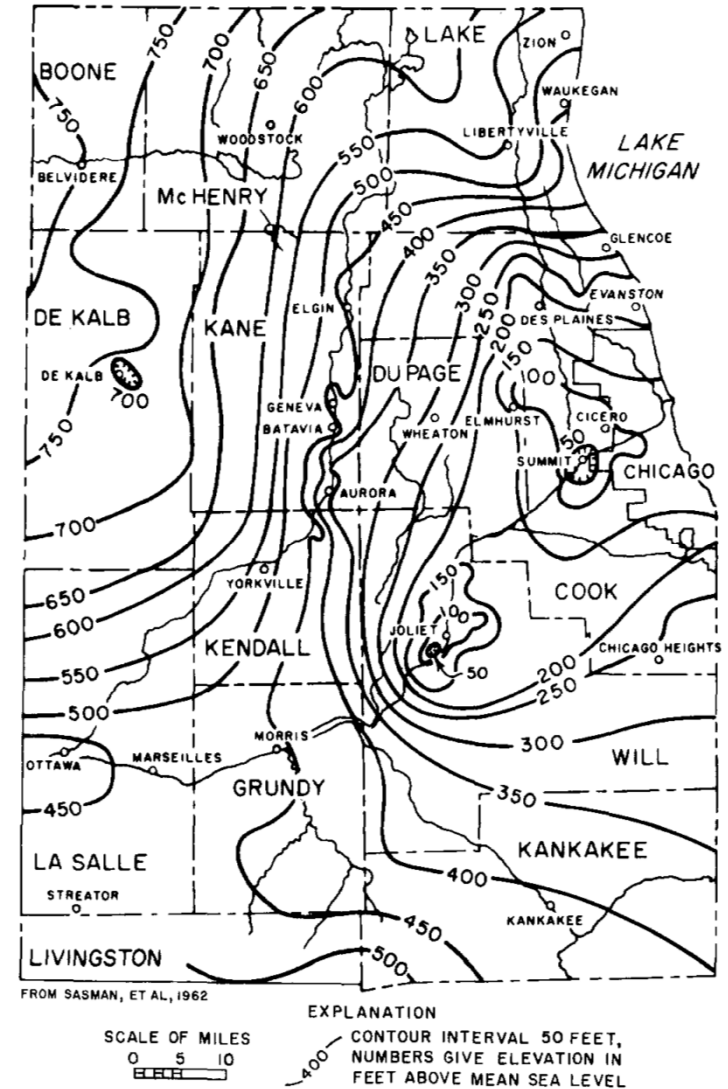 750
700
650
LAKE
ZION
BOONE
750
600
WAUKEGAN
WOODSTOCK
LIBERTYVILLE
LAKE
MICHIGAN
550
BELVIDERE
500
McHENRY
450
400
GLENCOE
350
300
EVANSTON
ELGIN
250
DES PLAINES
DE KALB
KANE
200
150
DU PAGE
100
DE KALB
700
GENEVA
ELMHURST
CICERO
BATAVIA
WHEATON
50
750
SUMMIT
CHICAGO
AURORA
700
150
YORKVILLE
COOK
650
100
600
JOLIET
KENDALL
CHICAGO HEIGHTS
550
50
200
250
500
MORRIS
300
OTTAWA
MARSEILLES
WILL
GRUNDY
450
350
LA SALLE
KANKAKEE
400
STREATOR
KANKAKEE
450
LIVINGSTON
500
FROM SASMAN, ET AL, 1962
EXPLANATION
SCALE OF MILES
0 5 10
400
CONTOUR INTERVAL 50 FEET,
NUMBERS GIVE ELEVATION IN
FEET ABOVE MEAN SEA LEVEL